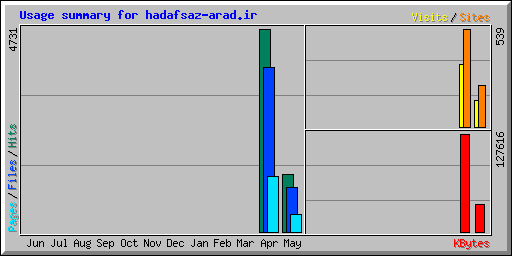 Usage summary for hadafsaz-arad.ir
Visits / Sites
4731
539
Pages / Files / Hits
127616
Jun Jul Aug Sep Oct Nov Dec Jan Feb Mar Apr May
KBytes